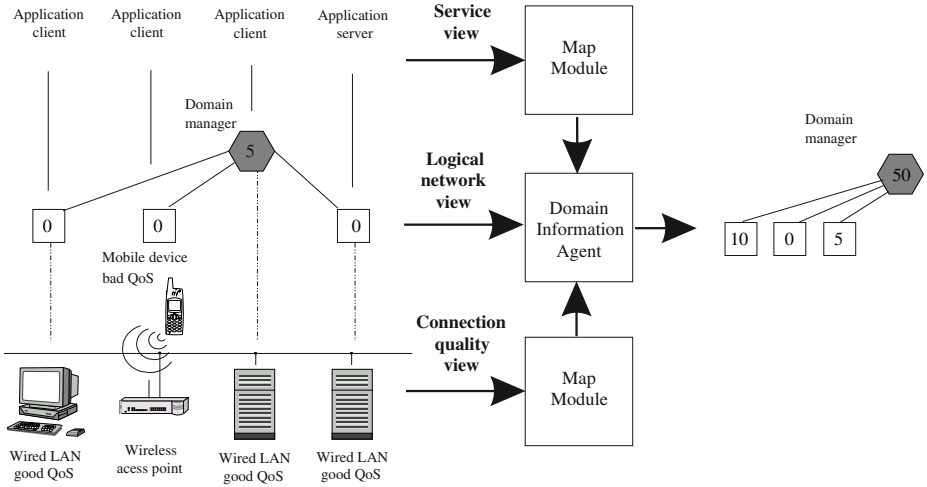 Application
client
Application
client
Application
client
Application
server
Service
view
Map
Module
Domain
manager
5
Domain
manager
50
Logical
network
view
Domain
Information
Agent
0
0
0
10
0
5
Mobile device
bad QoS
Connection
quality
view
Map
Module
Wired LAN
good QoS
Wireless
acess point
Wired LAN
good QoS
Wired LAN
good QoS